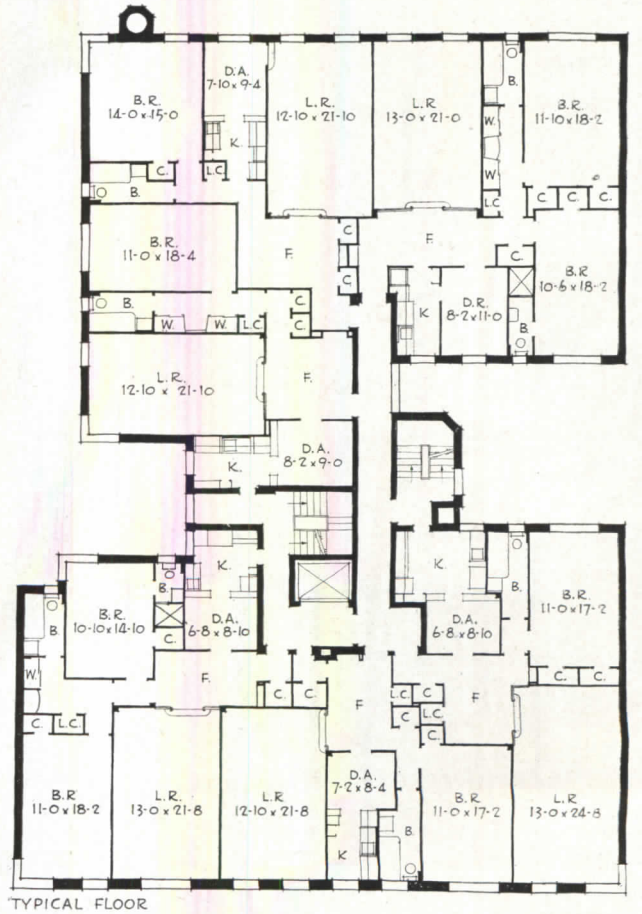 B.R.
14-0 x 15-0
D.A.
7-10 x 9-4
K.
L.C.
C.
B.
L.R.
12-10 x 21-10
L.R
13-0 x 21-0
B.
W.
W
L.C
B.R.
11-10 x 18-2
C. C. C.
B.R.
11-0 x 18-4
F.
C
C.
F.
C.
K
D.R.
8-2 x 11-0
B.
B.R
10-6 x 18-2
B.
W. W. L.C.
C.
C.
L.R.
12-10 x 21-10
F.
K.
D.A.
8-2 x 9-0
K.
D.A.
6-8 x 8-10
B.
C.
B.R.
10-10 x 14-10
B.
W.
C. L.C.
F.
C. C.
K.
D.A.
6-8 x 8-10
B.
B.R.
11-0 x 17-2
C. C.
F
L.C. C
C.
L.C.
C.
F
B.R
11-0 x 18-2
L.R.
13-0 x 21-8
L.R
12-10 x 21-8
D.A.
7-2 x 8-4
K
B.
B.R
11-0 x 17-2
L.R
13-0 x 24-8
TYPICAL FLOOR